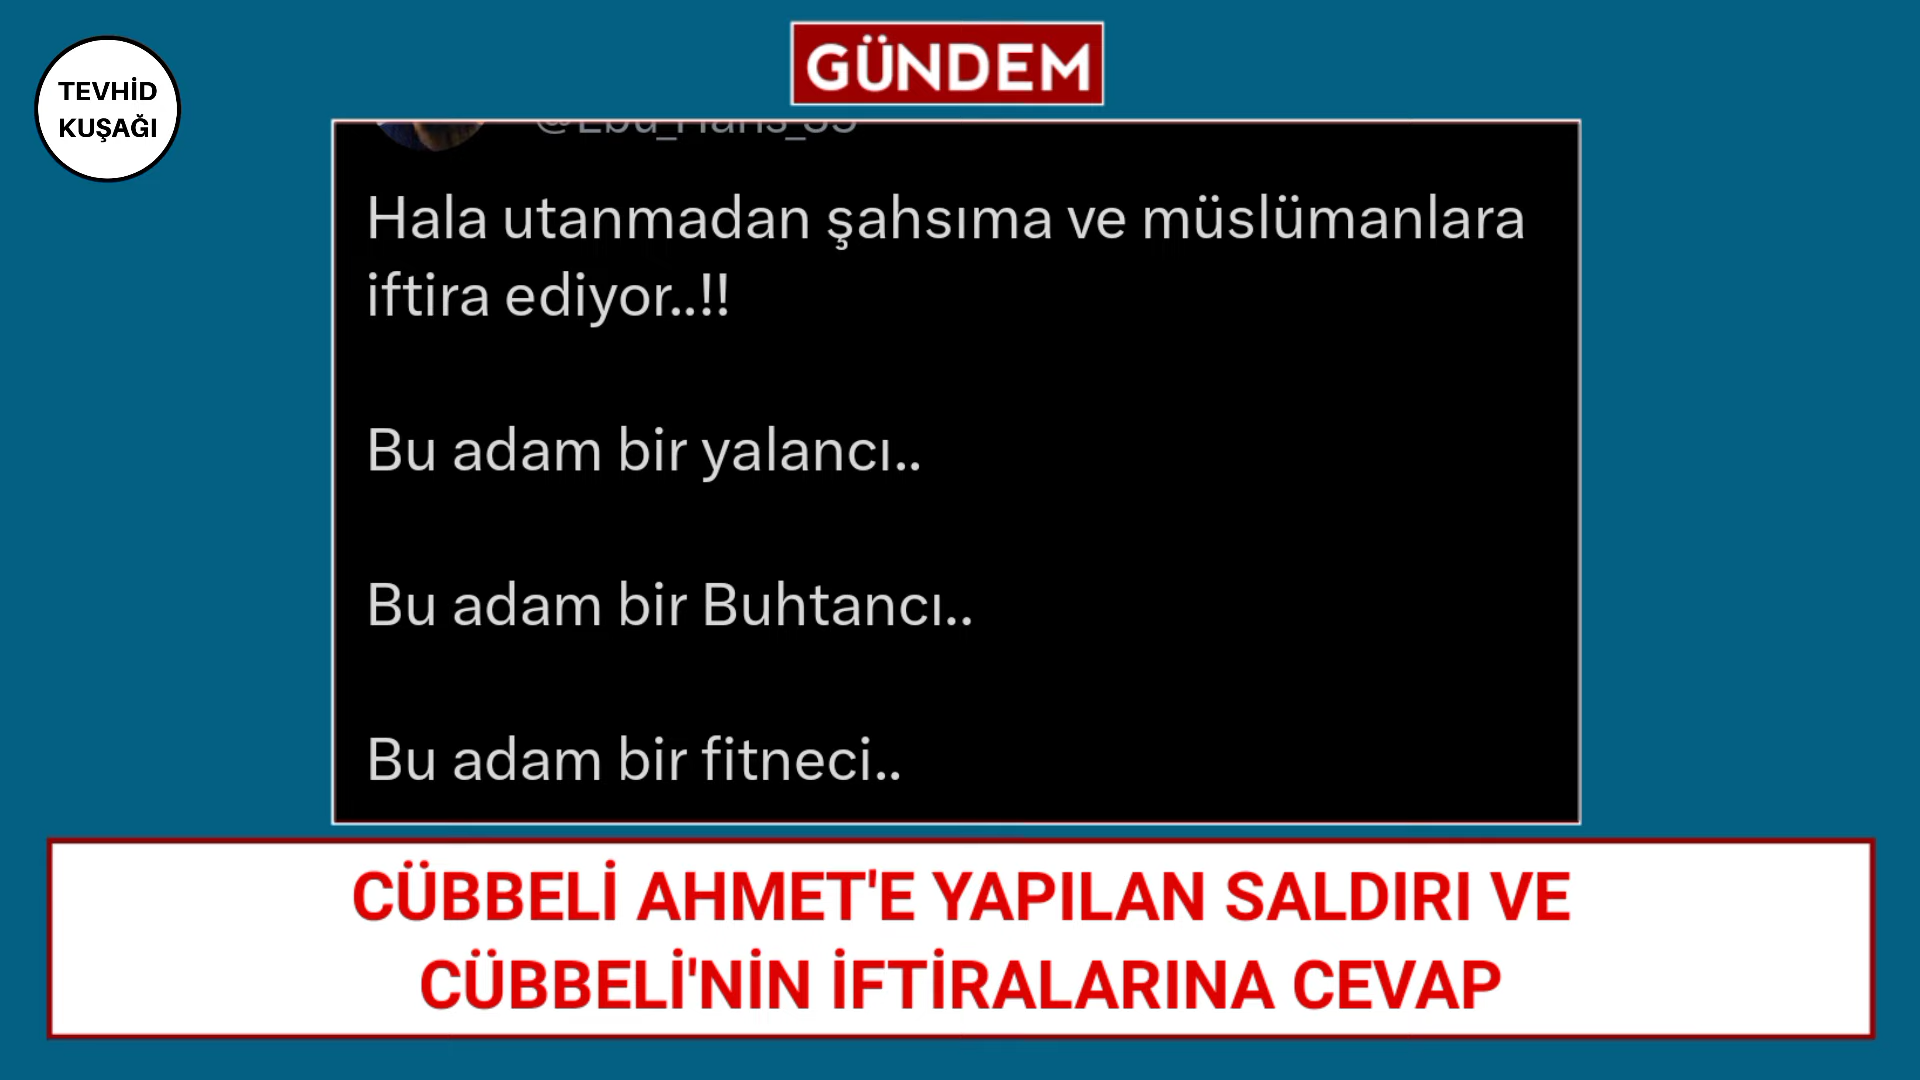 TEVHİD
KUŞAĞI
GÜNDEM
Hala utanmadan şahsıma ve müslümanlara
iftira ediyor..!!
Bu adam bir yalancı..
Bu adam bir Buhtancı..
Bu adam bir fitneci..
CÜBBELİ AHMET'E YAPILAN SALDIRI VE
CÜBBELİ'NİN İFTİRALARINA CEVAP